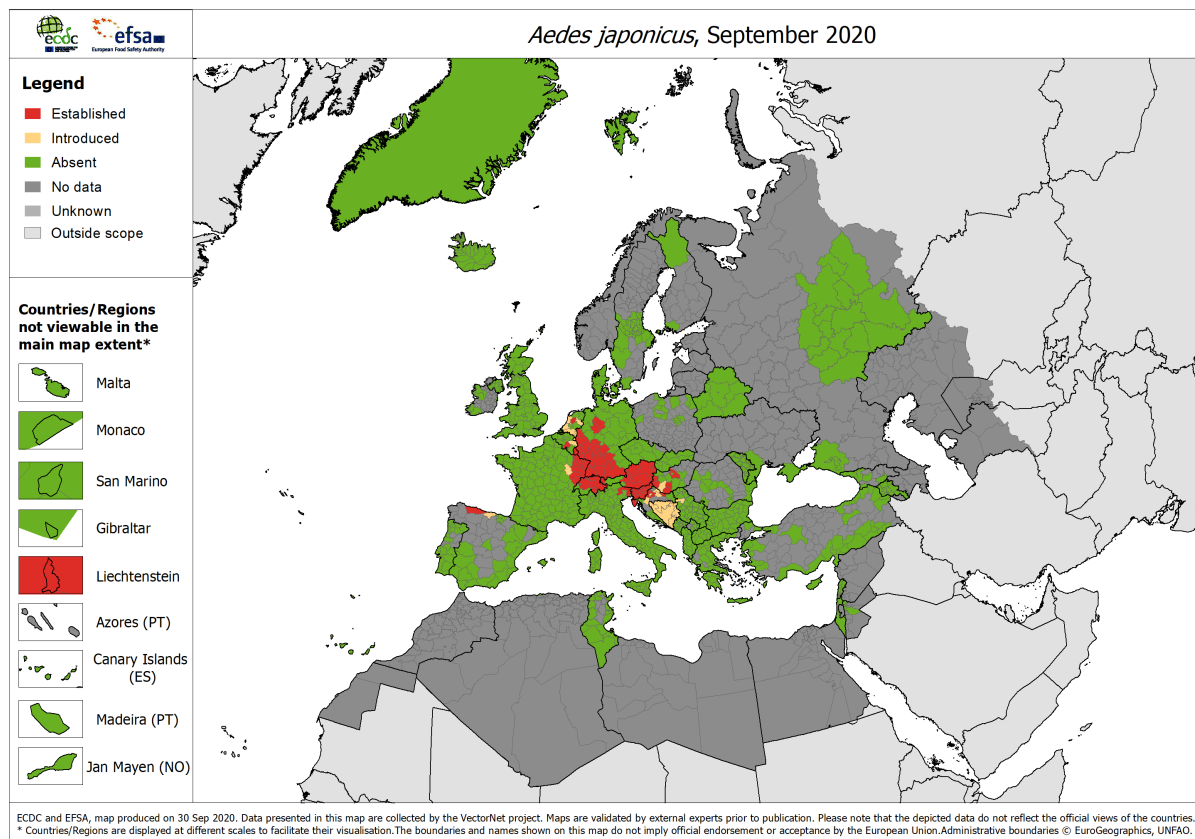 ecdc
efsa
European Food Safety Authority
Aedes japonicus, September 2020
Legend
Established
Introduced
Absent
No data
Unknown
Outside scope
Countries/Regions
not viewable in the
main map extent*
Malta
Monaco
San Marino
Gibraltar
Liechtenstein
Azores (PT)
Canary Islands
(ES)
Madeira (PT)
Jan Mayen (NO)
ECDC and EFSA, map produced on 30 Sep 2020. Data presented in this map are collected by the VectorNet project. Maps are validated by external experts prior to publication. Please note that the depicted data do not reflect the official views of the countries.
* Countries/Regions are displayed at different scales to facilitate their visualisation.The boundaries and names shown on this map do not imply official endorsement or acceptance by the European Union.Administrative boundaries © EuroGeographics, UNFAO.